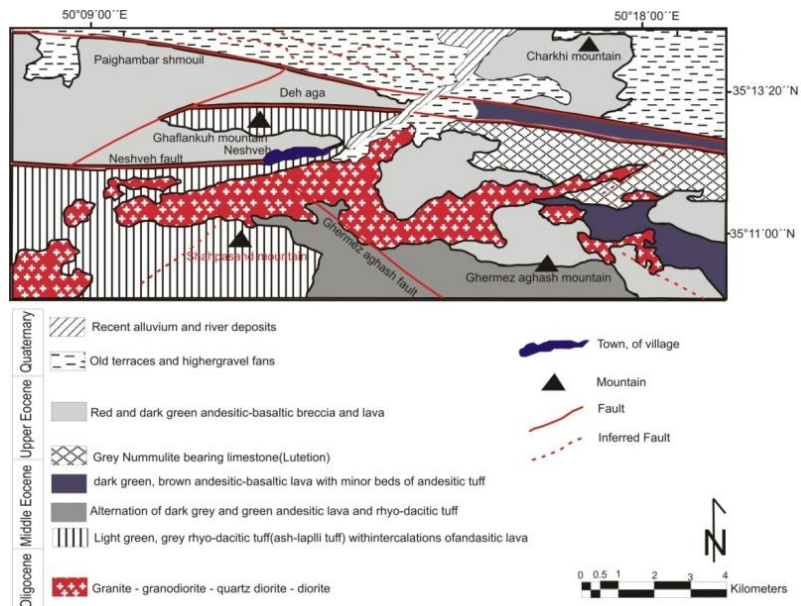 50°09´00´´E
50°18´00´´E
Paighambar shmouil
Charkhi mountain
Deh aga
35°13´20´´N
Ghaflankuh mountain
Neshveh
Neshveh fault
Ghermez aghash fault
35°11´00´´N
Shahpasand mountain
Ghermez aghash mountain
Quaternary
Recent alluvium and river deposits
Old terraces and highergravel fans
Upper Eocene
Red and dark green andesitic-basaltic breccia and lava
Grey Nummulite bearing limestone(Lutetion)
Middle Eocene
dark green, brown andesitic-basaltic lava with minor beds of andesitic tuff
Alternation of dark grey and green andesitic lava and rhyo-dacitic tuff
Light green, grey rhyo-dacitic tuff(ash-laplli tuff) withintercalations ofandasitic lava
Oligocene
Granite - granodiorite - quartz diorite - diorite
Town, of village
Mountain
Fault
Inferred Fault
N
0 0.5 1 2 3 4
Kilometers